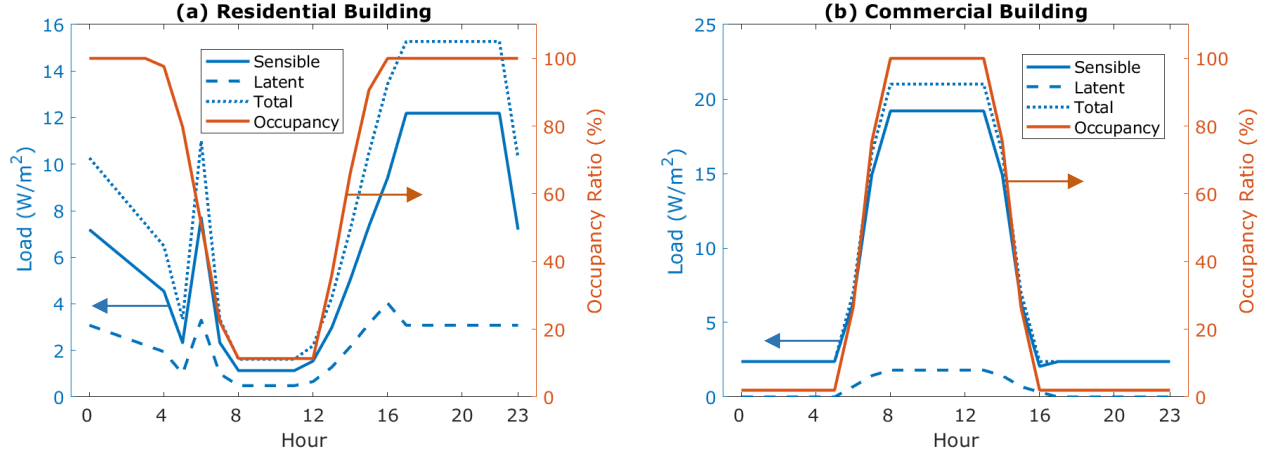 (a) Residential Building
16
14
12
10
8
6
4
2
0
Load (W/m²)
Sensible
Latent
Total
Occupancy
100
80
60
40
20
0
Occupancy Ratio (%)
0 4 8 12 16 20 23
Hour
(b) Commercial Building
25
20
15
10
5
0
Load (W/m²)
Sensible
Latent
Total
Occupancy
100
80
60
40
20
0
Occupancy Ratio (%)
0 4 8 12 16 20 23
Hour